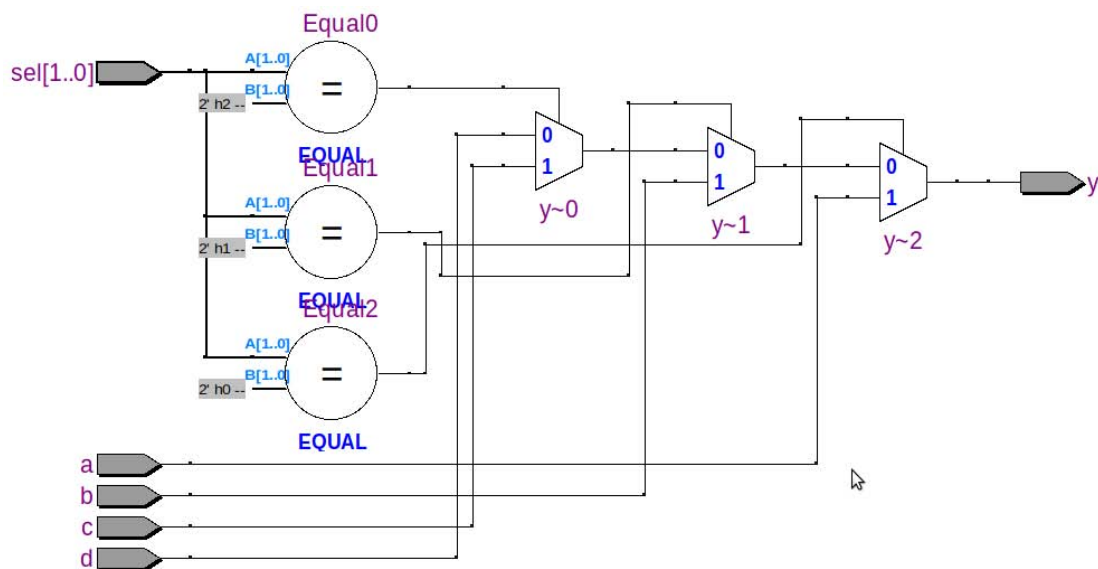 Equal0
sel[1..0]
A[1..0]
B[1..0]
2' h2 --
=
EQUAL
0
1
y~0
Equal1
A[1..0]
B[1..0]
2' h1 --
=
EQUAL
0
1
y~1
0
1
y~2
y
Equal2
A[1..0]
B[1..0]
2' h0 --
=
EQUAL
a
b
c
d